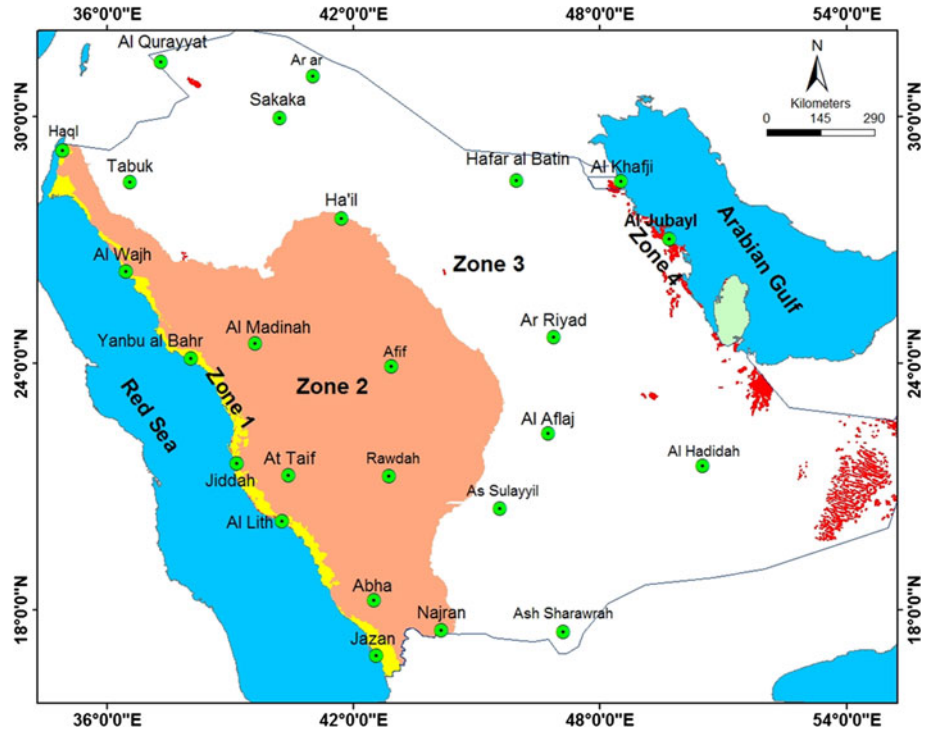 36°0'0"E 42°0'0"E 48°0'0"E 54°0'0"E
Al Qurayyat
Ar ar
N
Kilometers
0 145 290
Sakaka
30°0'0"N 30°0'0"N
Haql
Tabuk
Hafar al Batin
Al Khafji
Ha'il
Al Jubayl
Arabian Gulf
Zone 4
Al Wajh
Zone 3
Al Madinah
Ar Riyad
Yanbu al Bahr
Afif
24°0'0"N 24°0'0"N
Zone 2
Zone 1
Red Sea
Al Aflaj
At Taif
Rawdah
Al Hadidah
Jiddah
As Sulayyil
Al Lith
Abha
18°0'0"N 18°0'0"N
Najran
Ash Sharawrah
Jazan
36°0'0"E 42°0'0"E 48°0'0"E 54°0'0"E